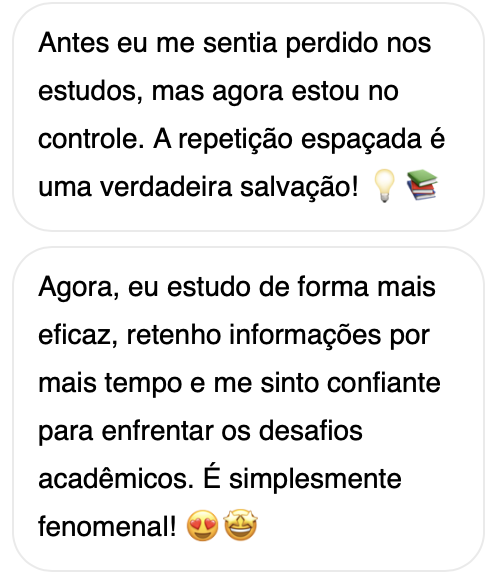 Antes eu me sentia perdido nos
estudos, mas agora estou no
controle. A repetição espaçada é
uma verdadeira salvação! 💡📚
Agora, eu estudo de forma mais
eficaz, retenho informações por
mais tempo e me sinto confiante
para enfrentar os desafios
acadêmicos. É simplesmente
fenomenal! 😍🤩